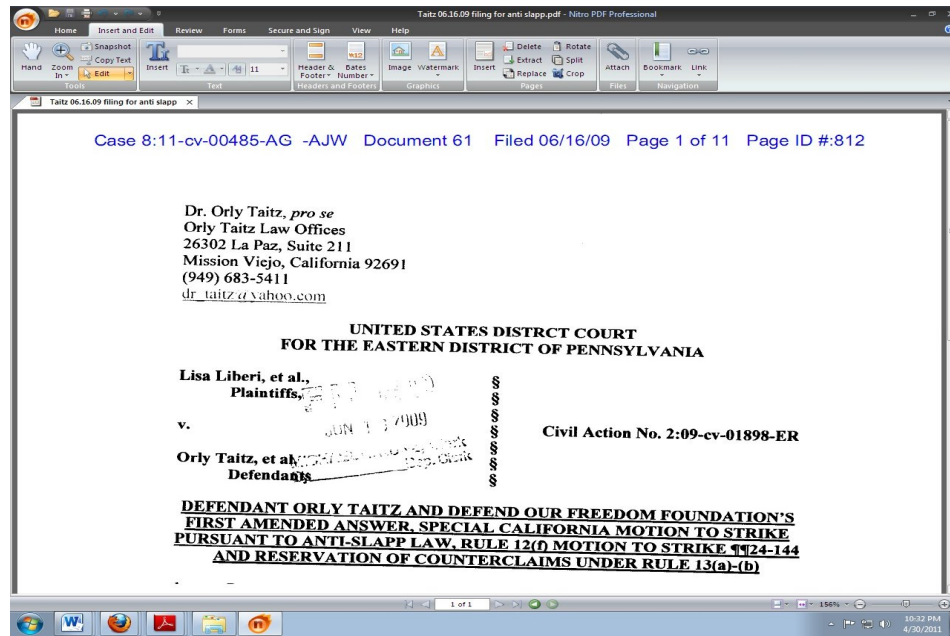 Taitz 06.16.09 filing for anti slapp.pdf - Nitro PDF Professional
Home Insert and Edit Review Forms Secure and Sign View Help
Hand
Zoom In
Snapshot
Copy Text
Edit
Tools
Insert
11
Text
Header & Footer
Bates Number
Headers and Footers
Image
Watermark
Graphics
Insert
Delete
Extract
Replace
Rotate
Split
Crop
Pages
Attach
Files
Bookmark
Link
Navigation
Taitz 06.16.09 filing for anti slapp
Case 8:11-cv-00485-AG -AJW Document 61 Filed 06/16/09 Page 1 of 11 Page ID #:812
Dr. Orly Taitz, pro se
Orly Taitz Law Offices
26302 La Paz, Suite 211
Mission Viejo, California 92691
(949) 683-5411
dr_taitz@yahoo.com
UNITED STATES DISTRCT COURT
FOR THE EASTERN DISTRICT OF PENNSYLVANIA
Lisa Liberi, et al.,
Plaintiffs,
v.
Orly Taitz, et al,
Defendants
§
§
§
§
§
§
§
Civil Action No. 2:09-cv-01898-ER
JUN 2009
Dep. Clerk
DEFENDANT ORLY TAITZ AND DEFEND OUR FREEDOM FOUNDATION'S
FIRST AMENDED ANSWER, SPECIAL CALIFORNIA MOTION TO STRIKE
PURSUANT TO ANTI-SLAPP LAW, RULE 12(f) MOTION TO STRIKE ¶¶24-144
AND RESERVATION OF COUNTERCLAIMS UNDER RULE 13(a)-(b)
1 of 1
156%
10:32 PM
4/30/2011